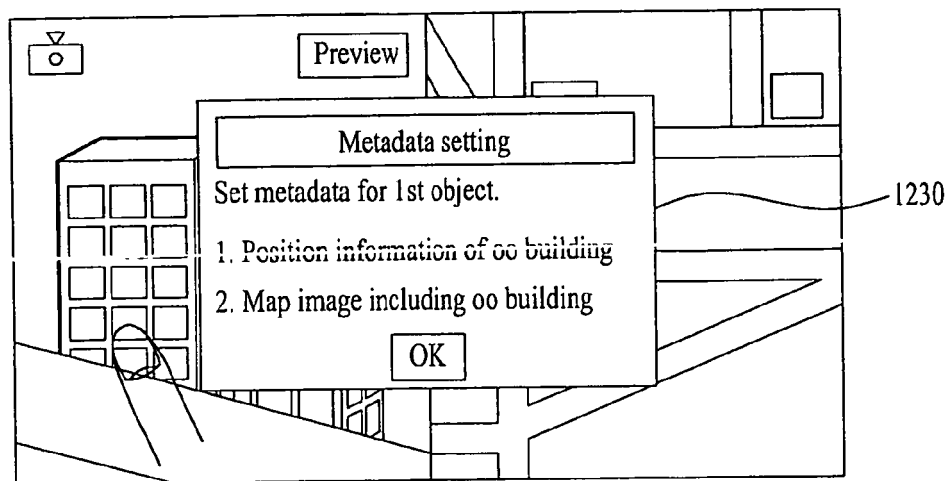 Preview
Metadata setting
Set metadata for 1st object.
1. Position information of oo building
2. Map image including oo building
OK
1230